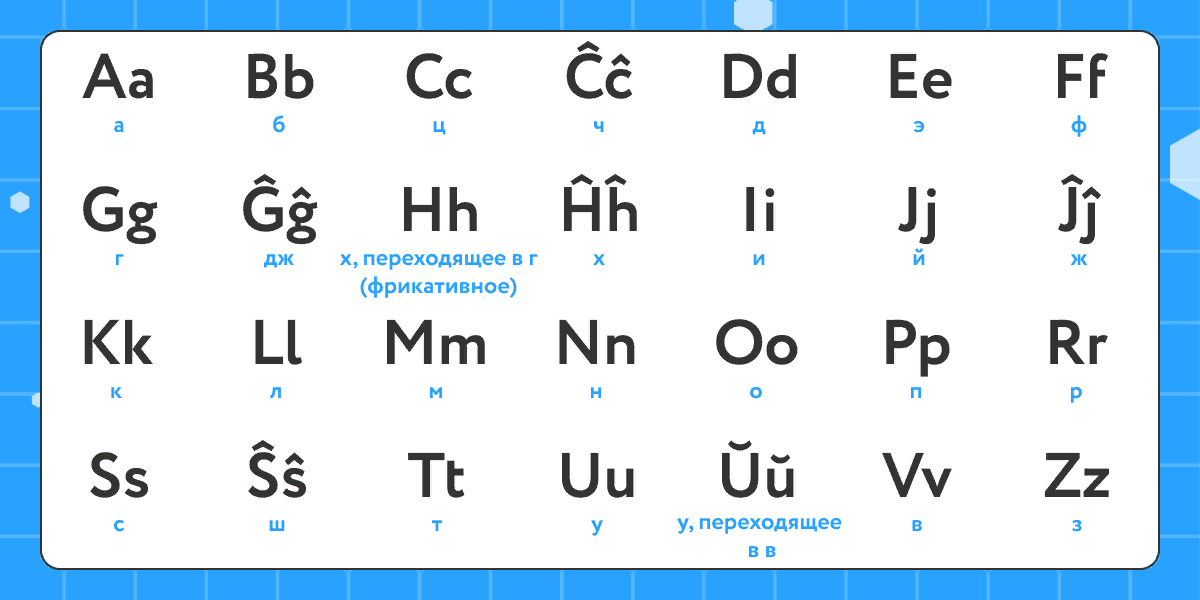 Aa Bb Cc Ĉĉ Dd Ee Ff
а б ц ч д э ф
Gg Ĝĝ Hh Ĥĥ Ii Jj Ĵĵ
г дж х, переходящее в г х и й ж
(фрикативное)
Kk Ll Mm Nn Oo Pp Rr
к л м н о п р
Ss Ŝŝ Tt Uu Ŭŭ Vv Zz
с ш т у у, переходящее в з
в в